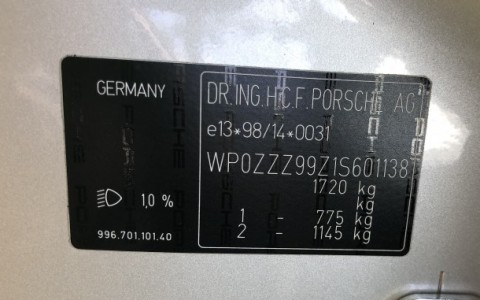 GERMANY
1,0 %
996.701.101.40
DR.ING.H.C.F.PORSCHE AG
e13*98/14*0031
WP0ZZZ99Z1S601138
1720 kg
kg
1 - 775 kg
2 - 1145 kg